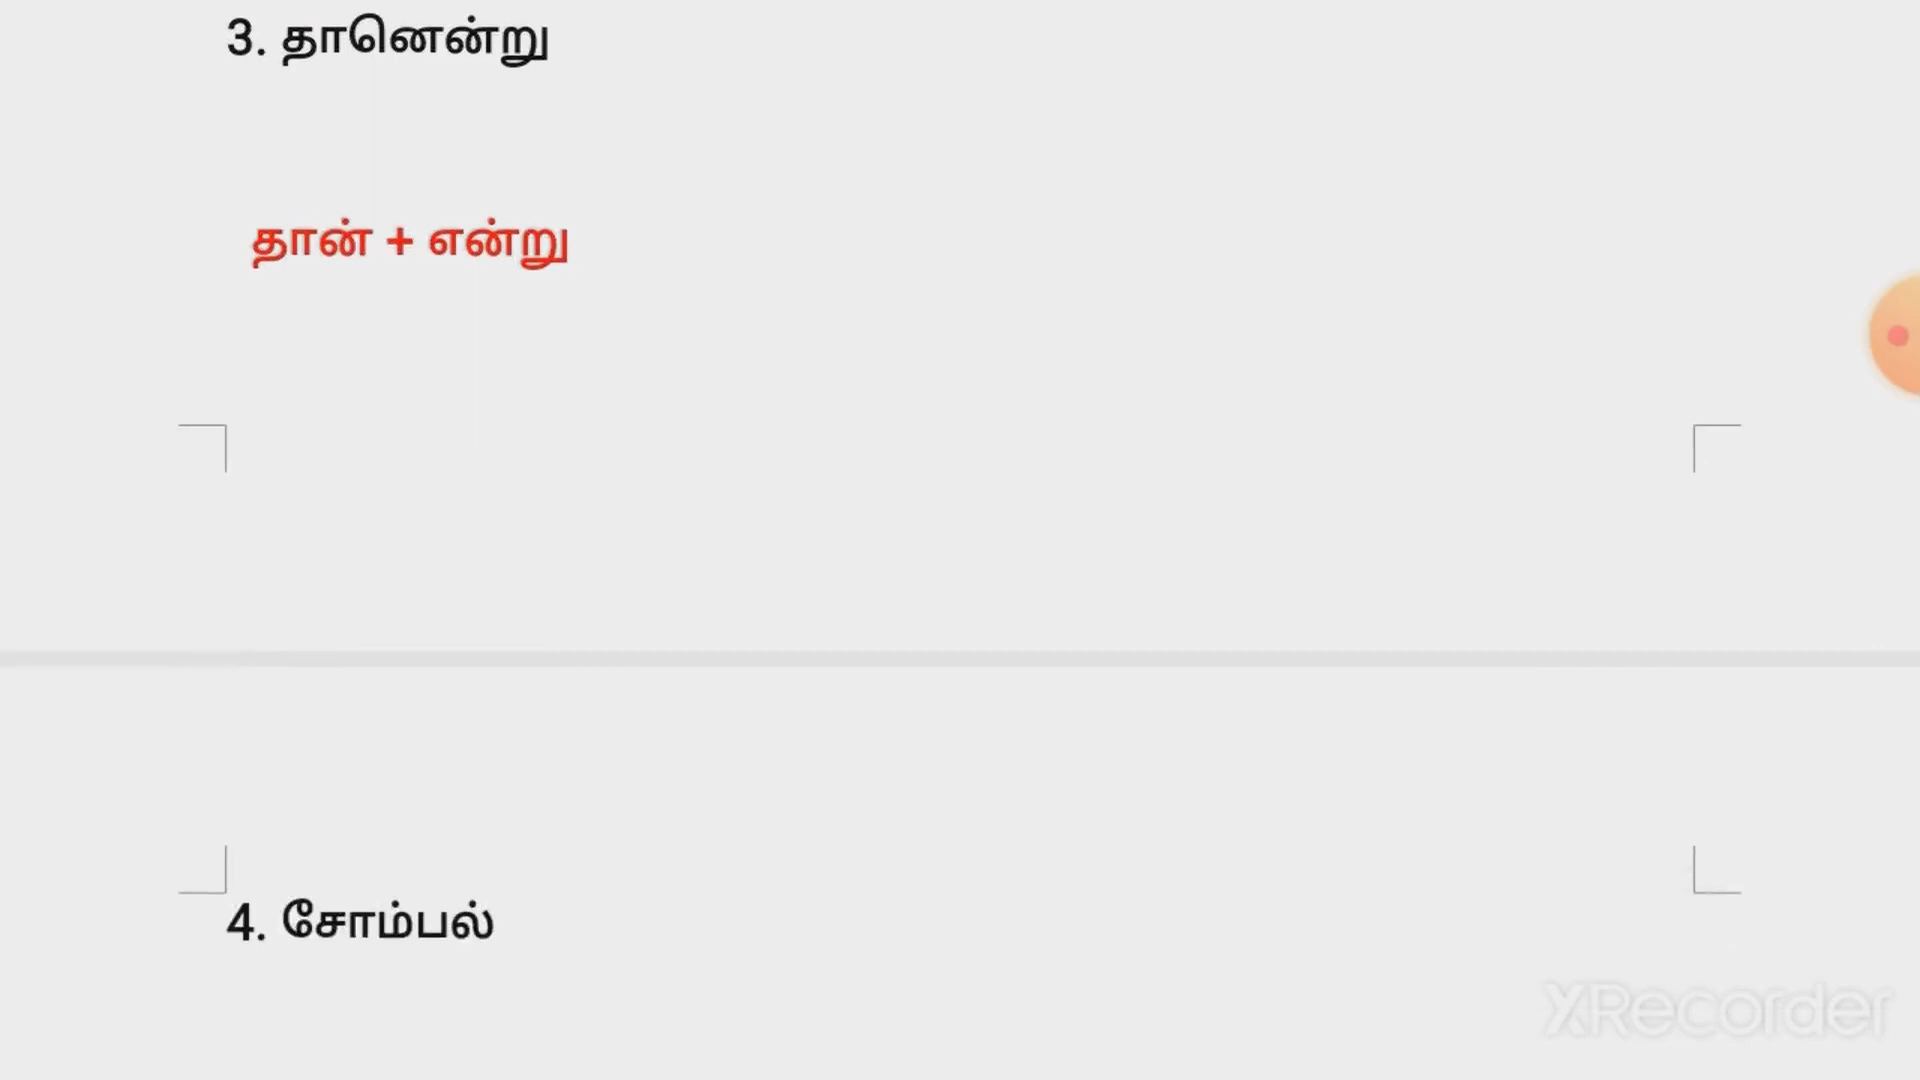 3. தானென்று
தான் + என்று
4. சோம்பல்
XRecorder